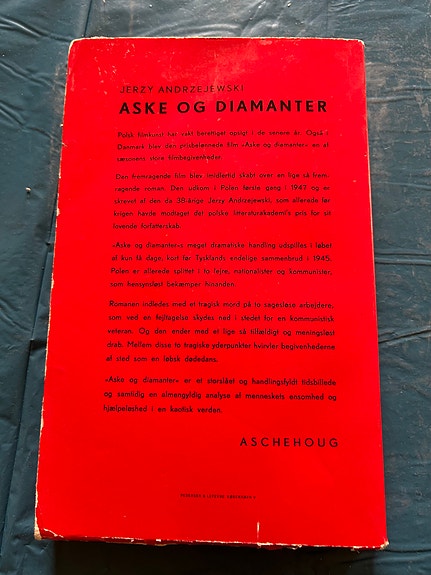 JERZY ANDRZEJEWSKI
ASKE OG DIAMANTER
Polsk filmkunst har vakt berettiget opsigt i de senere år. Også i
Danmark blev den prisbelønnede film »Aske og diamanter« en af
sæsonens store filmbegivenheder.
Den fremragende film blev imidlertid skabt over en lige så frem-
ragende roman. Den udkom i Polen første gang i 1947 og er
skrevet af den da 38-årige Jerzy Andrzejewski, som allerede før
krigen havde modtaget det polske litteraturakademi's pris for sit
lovende forfatterskab.
»Aske og diamanter«s meget dramatiske handling udspilles i løbet
af kun få dage, kort før Tysklands endelige sammenbrud i 1945.
Polen er allerede splittet i to fejre, nationalister og kommunister,
som hensynsløst bekæmper hinanden.
Romanen indledes med et tragisk mord på to sagesløse arbejdere,
som ved en fejltagelse skydes ned i stedet for en kommunistisk
veteran. Og den ender med et lige så tilfældigt og meningsløst
drab. Mellem disse to tragiske yderpunkter hvirvler begivenhederne
af sted som en løbsk dødedans.
»Aske og diamanter« er et storslået og handlingsfyldt tidsbillede
og samtidig en almengyldig analyse af menneskets ensomhed og
hjælpeløshed i en kaotisk verden.
ASCHEHOUG